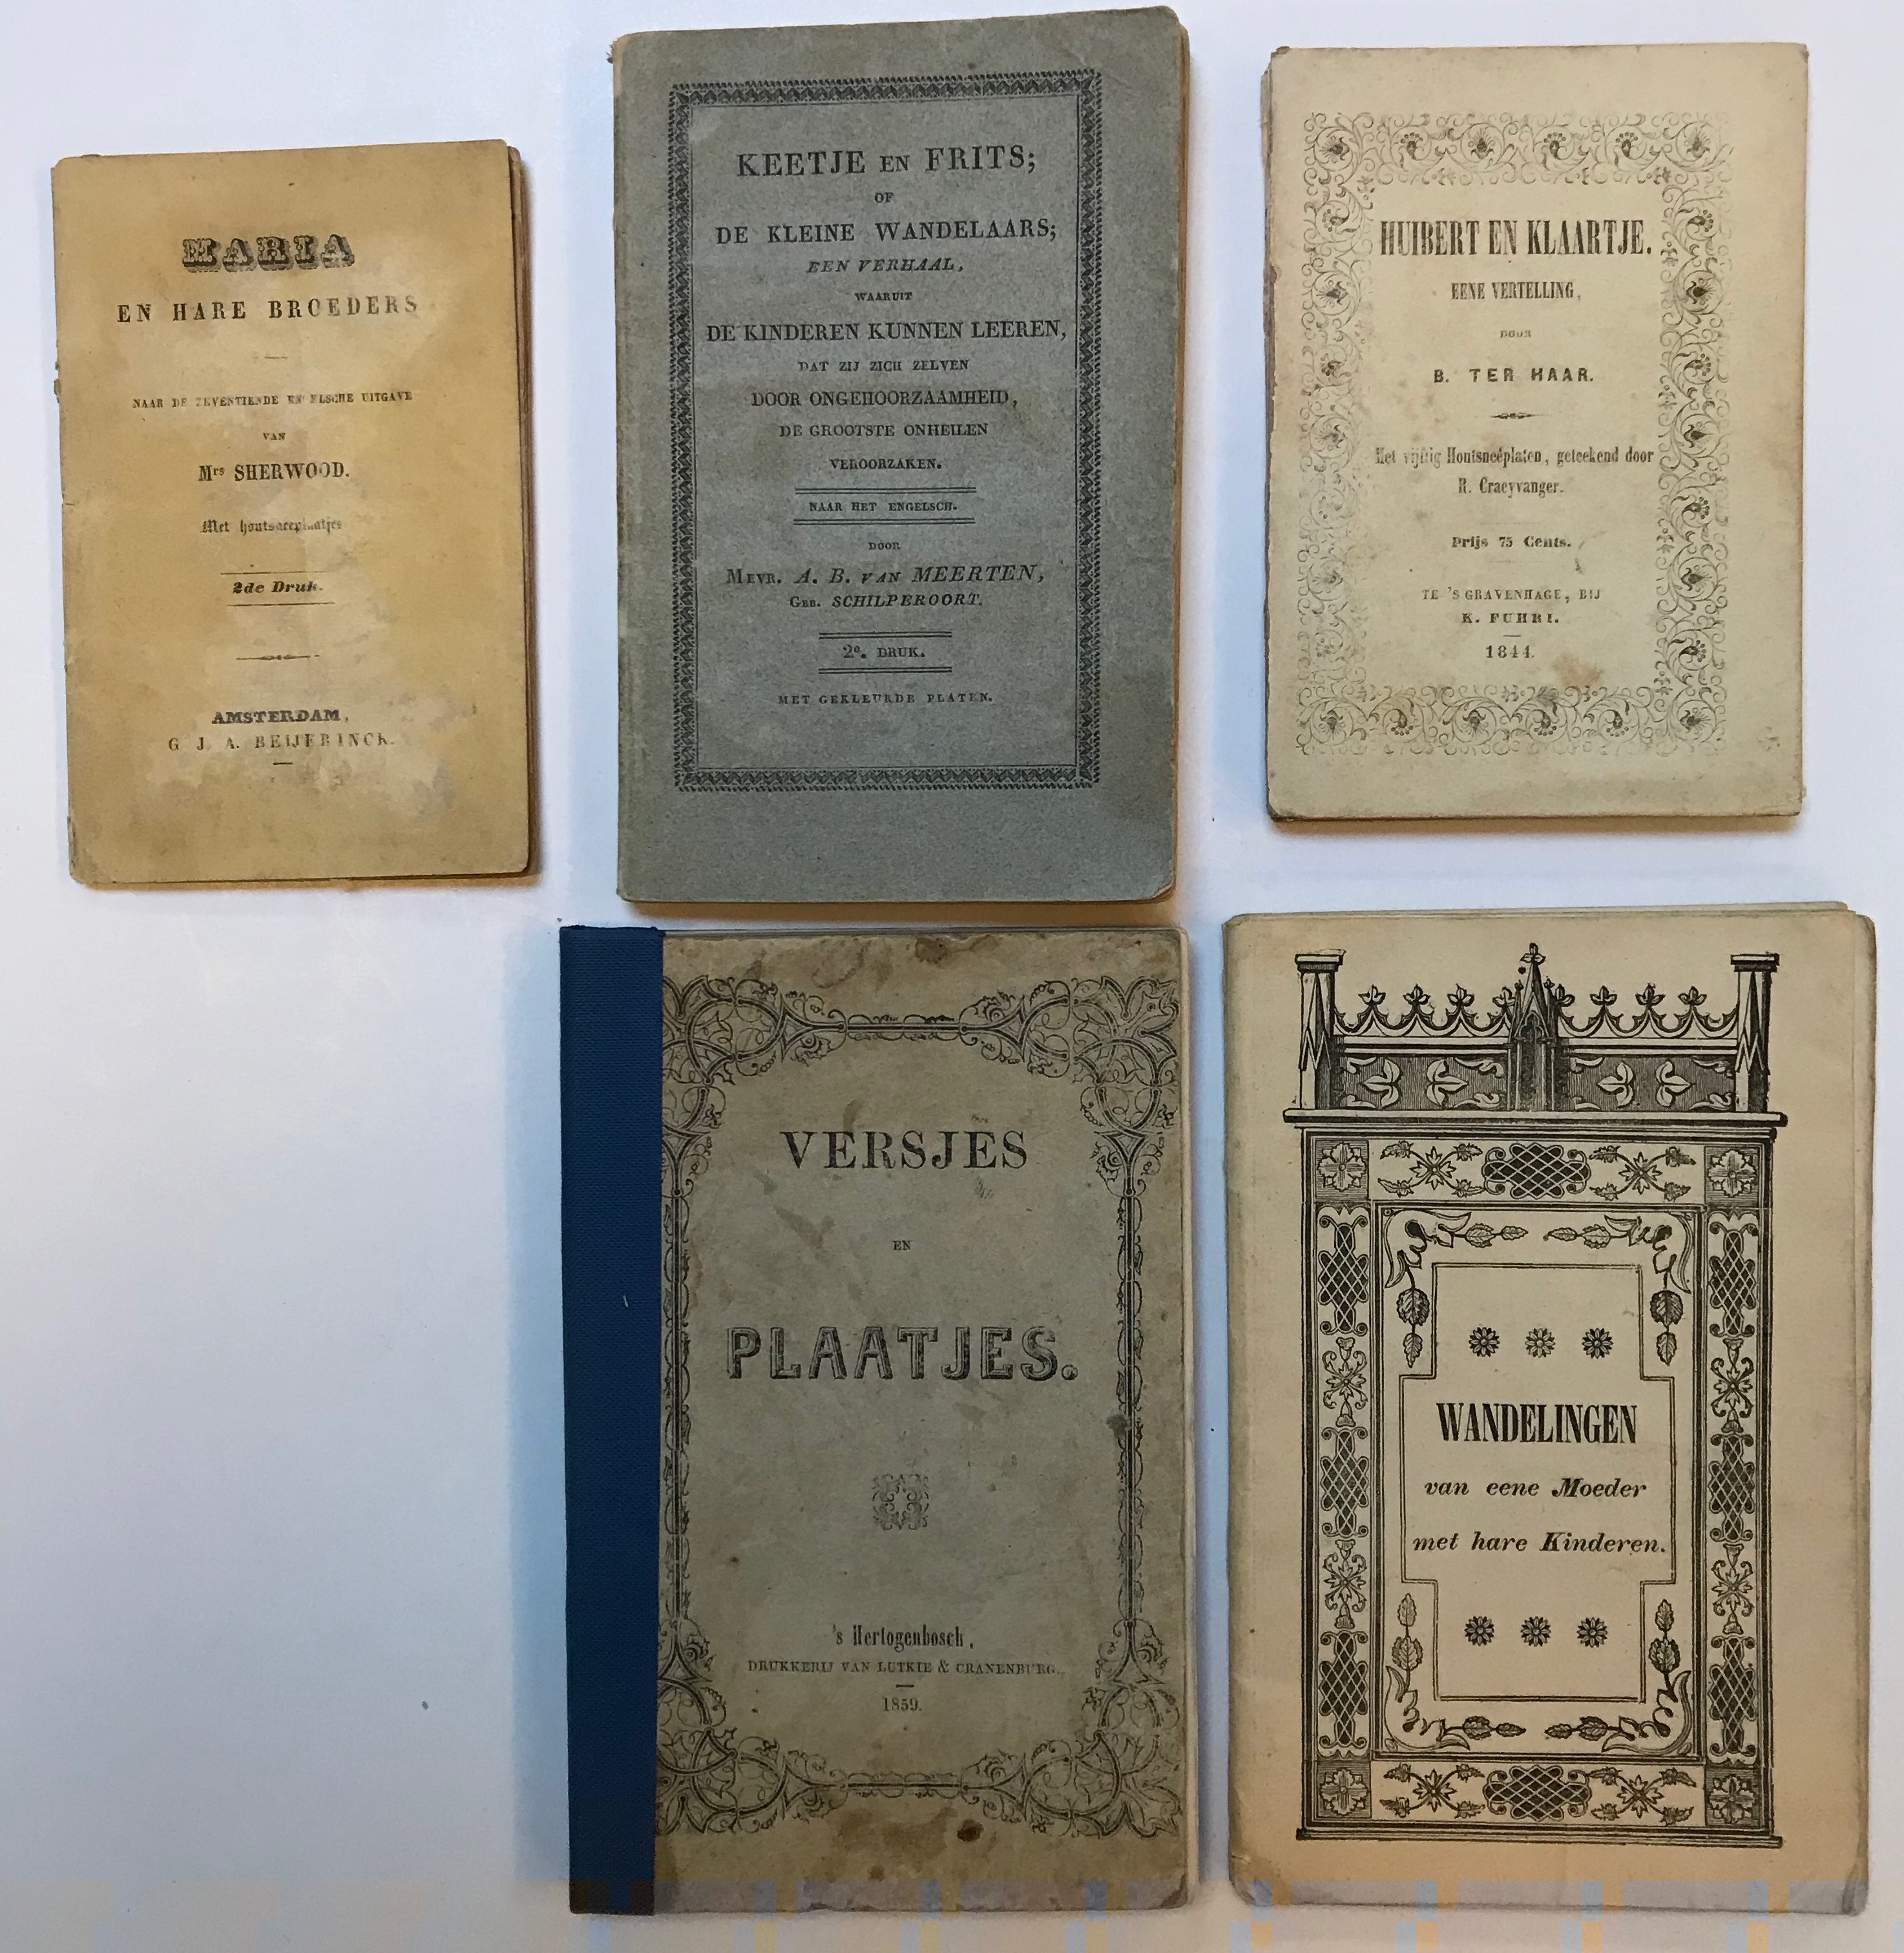 MARIA
EN HARE BROEDERS
NAAR DE ZEVENTIENDE ENGELSCHE UITGAVE
VAN
Mrs SHERWOOD.
Met houtsneeplaatjes
2de Druk.
AMSTERDAM,
G. J. A. BEIJERINCK.
KEETJE EN FRITS;
OF
DE KLEINE WANDELAARS;
EEN VERHAAL,
WAARUIT
DE KINDEREN KUNNEN LEEREN,
DAT ZIJ ZICH ZELVEN
DOOR ONGEHOORZAAMHEID,
DE GROOTSTE ONHEILEN
VEROORZAKEN.
NAAR HET ENGELSCH.
DOOR
MEVR. A. B. VAN MEERTEN,
GEB. SCHILPEROORT.
2e. DRUK.
MET GEKLEURDE PLATEN.
HUIBERT EN KLAARTJE.
EENE VERTELLING,
DOOR
B. TER HAAR.
Met vijftig Houtsneêplaten, geteekend door
R. Craeyvanger.
Prijs 75 Cents.
TE 'S GRAVENHAGE, BIJ
K. FUHRI.
1844.
VERSJES
EN
PLAATJES.
's Hertogenbosch,
DRUKKERIJ VAN LUTKIE & CRANENBURG.
1859.
WANDELINGEN
van eene Moeder
met hare Kinderen.